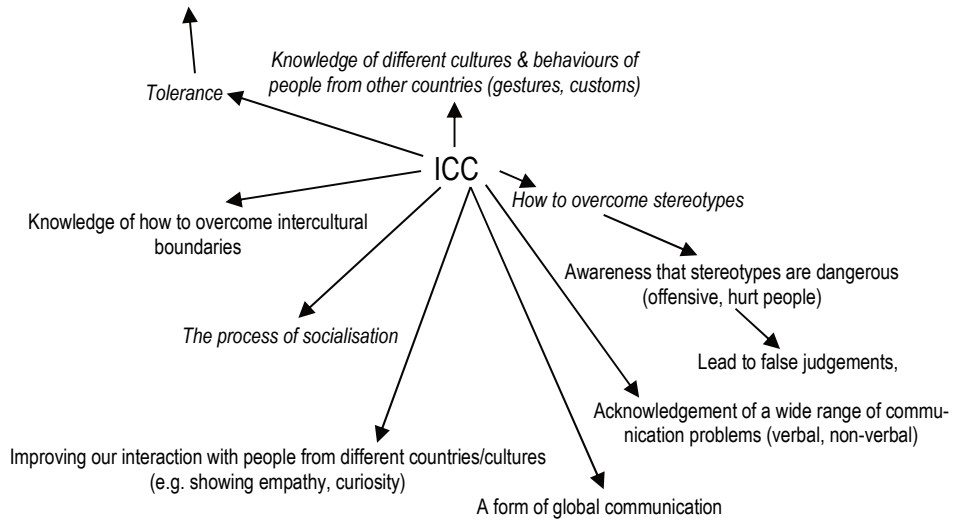 Knowledge of different cultures & behaviours of
people from other countries (gestures, customs)
Tolerance
ICC
How to overcome stereotypes
Knowledge of how to overcome intercultural
boundaries
Awareness that stereotypes are dangerous
(offensive, hurt people)
The process of socialisation
Lead to false judgements,
Acknowledgement of a wide range of commu-
nication problems (verbal, non-verbal)
Improving our interaction with people from different countries/cultures
(e.g. showing empathy, curiosity)
A form of global communication